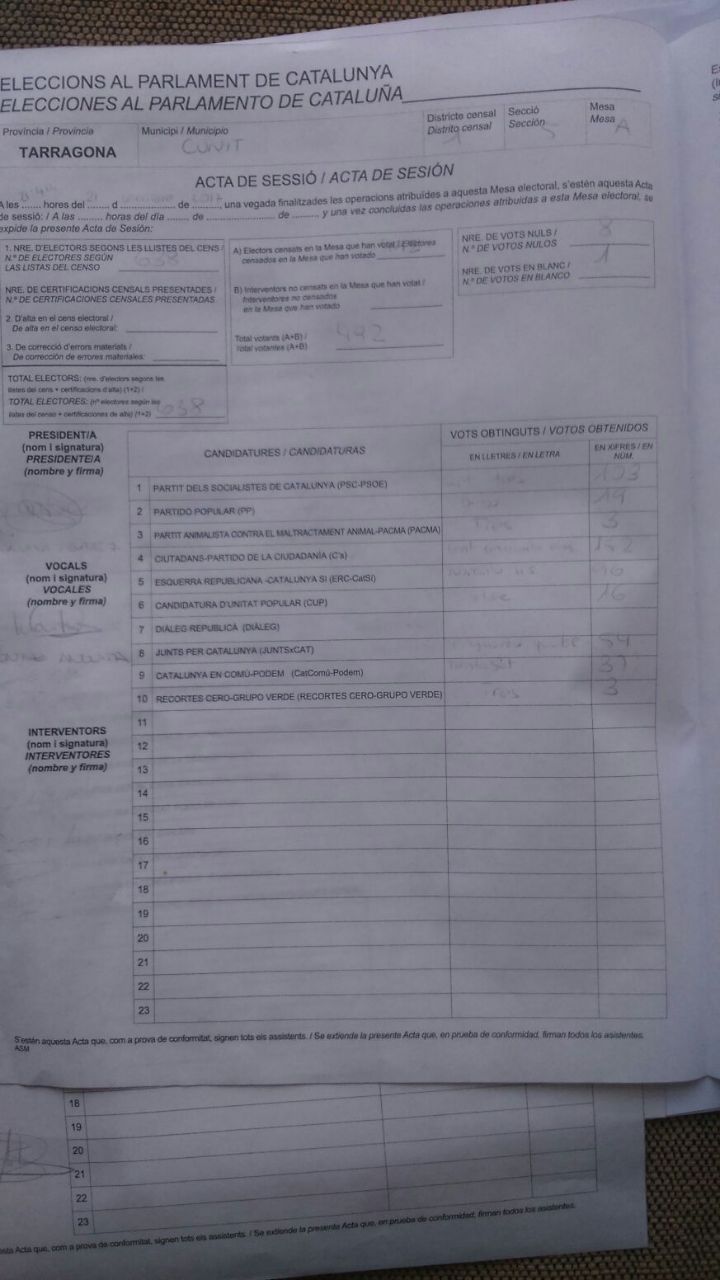 ELECCIONS AL PARLAMENT DE CATALUNYA
ELECCIONES AL PARLAMENTO DE CATALUÑA
Província / Provincia
TARRAGONA
Municipi / Municipio
CUNIT
Districte censal
Distrito censal
Secció
Sección
Mesa
Mesa
A
ACTA DE SESSIÓ / ACTA DE SESIÓN
A les ........ hores del ....... d ....................... de ........, una vegada finalitzades les operacions atribuïdes a aquesta Mesa electoral, s'estén aquesta Acta
de sessió: / A las ......... horas del día ....... de ....................... de ........ y una vez concluidas las operaciones atribuidas a esta Mesa electoral, se
expide la presente Acta de Sesión:
1. NRE. D'ELECTORS SEGONS LES LLISTES DEL CENS /
N.º DE ELECTORES SEGÚN
LAS LISTAS DEL CENSO
638
NRE. DE CERTIFICACIONS CENSALS PRESENTADES /
N.º DE CERTIFICACIONES CENSALES PRESENTADAS
2. D'alta en el cens electoral /
De alta en el censo electoral:
3. De correcció d'errors materials /
De corrección de errores materiales:
TOTAL ELECTORS: (nre. d'electors segons les
llistes del cens + certificacions d'alta) (1+2) /
TOTAL ELECTORES: (nº electores según las
listas del censo + certificaciones de alta) (1+2)
638
A) Electors censats en la Mesa que han votat / Electores
censados en la Mesa que han votado
B) Interventors no censats en la Mesa que han votat /
Interventores no censados
en la Mesa que han votado
Total votants (A+B) /
Total votantes (A+B)
492
NRE. DE VOTS NULS /
N.º DE VOTOS NULOS
8
NRE. DE VOTS EN BLANC /
N.º DE VOTOS EN BLANCO
1
PRESIDENT/A
(nom i signatura)
PRESIDENTE/A
(nombre y firma)
VOCALS
(nom i signatura)
VOCALES
(nombre y firma)
INTERVENTORS
(nom i signatura)
INTERVENTORES
(nombre y firma)
CANDIDATURES / CANDIDATURAS
VOTS OBTINGUTS / VOTOS OBTENIDOS
EN LLETRES / EN LETRA
EN XIFRES / EN NÚM.
1 PARTIT DELS SOCIALISTES DE CATALUNYA (PSC-PSOE) 103
2 PARTIDO POPULAR (PP) 19
3 PARTIT ANIMALISTA CONTRA EL MALTRACTAMENT ANIMAL-PACMA (PACMA) 3
4 CIUTADANS-PARTIDO DE LA CIUDADANÍA (C's) 152
5 ESQUERRA REPUBLICANA -CATALUNYA SÍ (ERC-CatSÍ)
6 CANDIDATURA D'UNITAT POPULAR (CUP) 16
7 DIÀLEG REPUBLICÀ (DIÀLEG)
8 JUNTS PER CATALUNYA (JUNTSxCAT)
9 CATALUNYA EN COMÚ-PODEM (CatComú-Podem) 37
10 RECORTES CERO-GRUPO VERDE (RECORTES CERO-GRUPO VERDE) 3
11
12
13
14
15
16
17
18
19
20
21
22
23
S'estén aquesta Acta que, com a prova de conformitat, signen tots els assistents. / Se extiende la presente Acta que, en prueba de conformidad, firman todos los asistentes.
ASM
18
19
20
21
22
23
esta Acta que, com a prova de conformitat, signen tots els assistents. / Se extiende la presente Acta que, en prueba de conformidad, firman todos los asistentes.